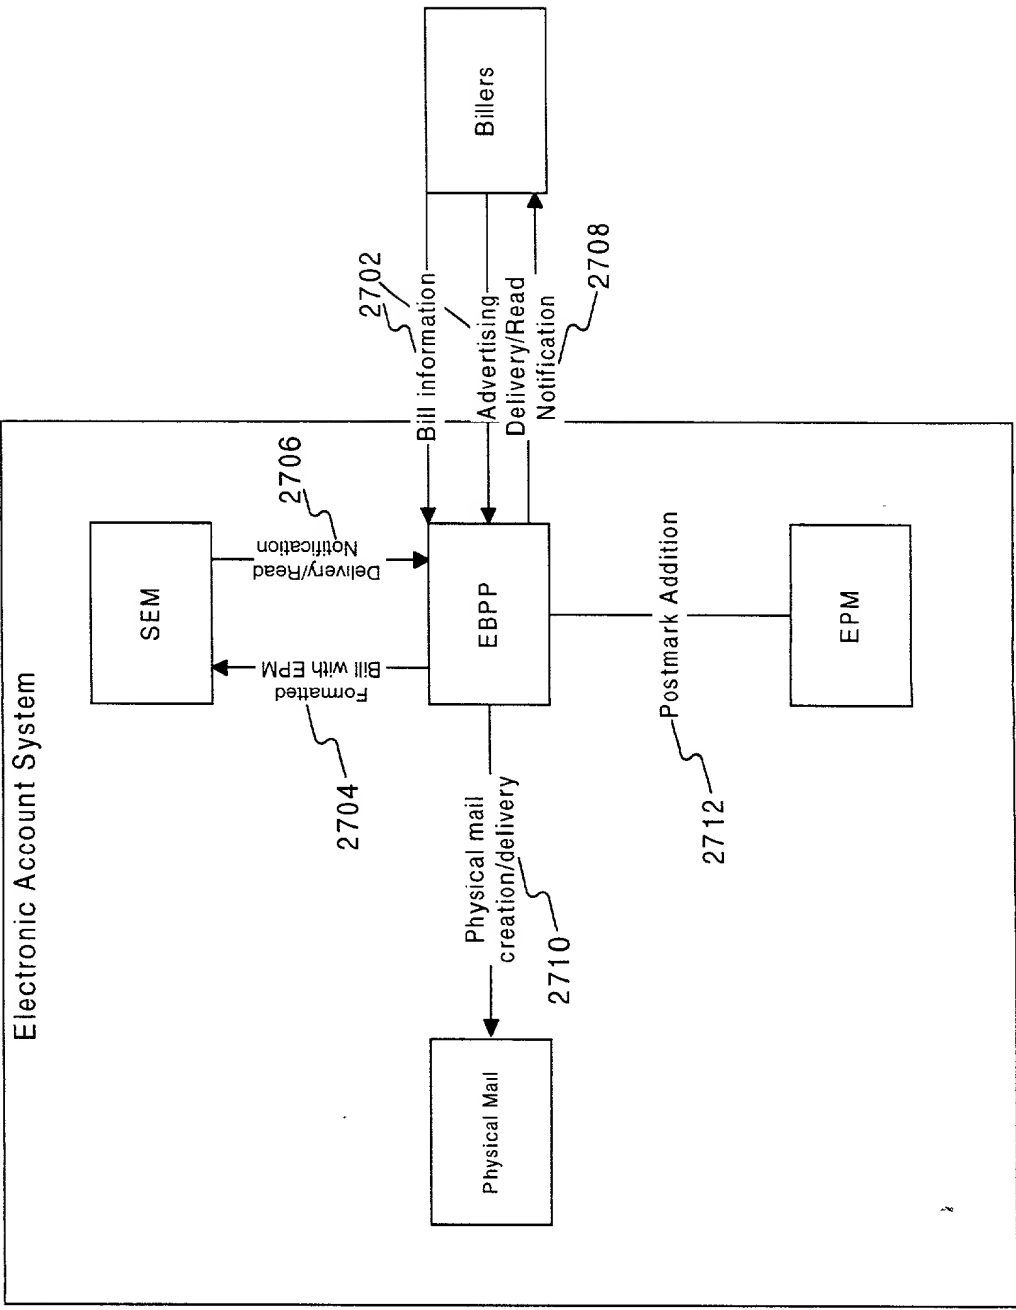 Electronic Account System
SEM
2704
Formatted
Bill with EPM
Delivery/Read
Notification
2706
Physical Mail
Physical mail
creation/delivery
2710
EBPP
Bill information
2702
Advertising
Delivery/Read
Notification
2708
Billers
Postmark Addition
2712
EPM